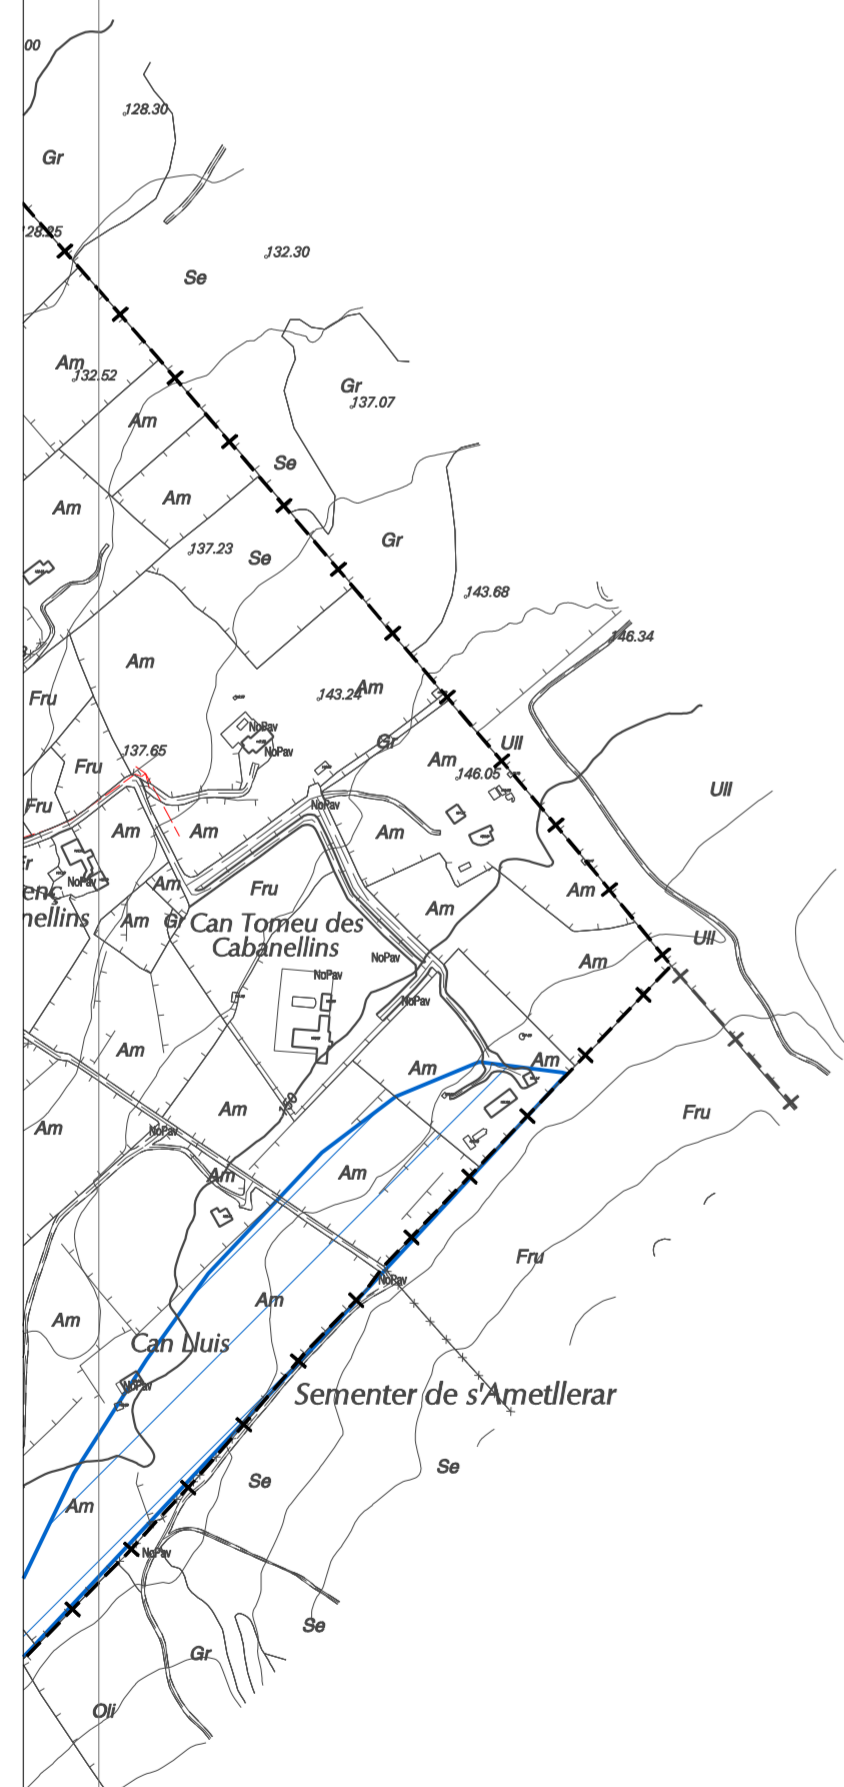 00
128.30
Gr
128.25
132.30
Se
Am
132.52
Gr
137.07
Am
Se
Am
Am
137.23
Se
Gr
143.68
146.34
Am
Fru
143.24
Am
NoPav
NoPav
Gr
Ull
137.65
Fru
Am
146.05
Ull
Fru
NoPav
Am
Am
Am
NoPav
Am
Fru
Am
Am
Gr
Can Tomeu des
Cabanellins
nellins
Am
Ull
NoPav
NoPav
Am
NoPav
Am
Am
Am
150
Am
Fru
Am
NoPav
Am
Am
Fru
NoPav
Am
Am
Can Lluis
NoPav
Sementer de s'Ametllerar
Se
Se
Am
NoPav
Se
Gr
Oli